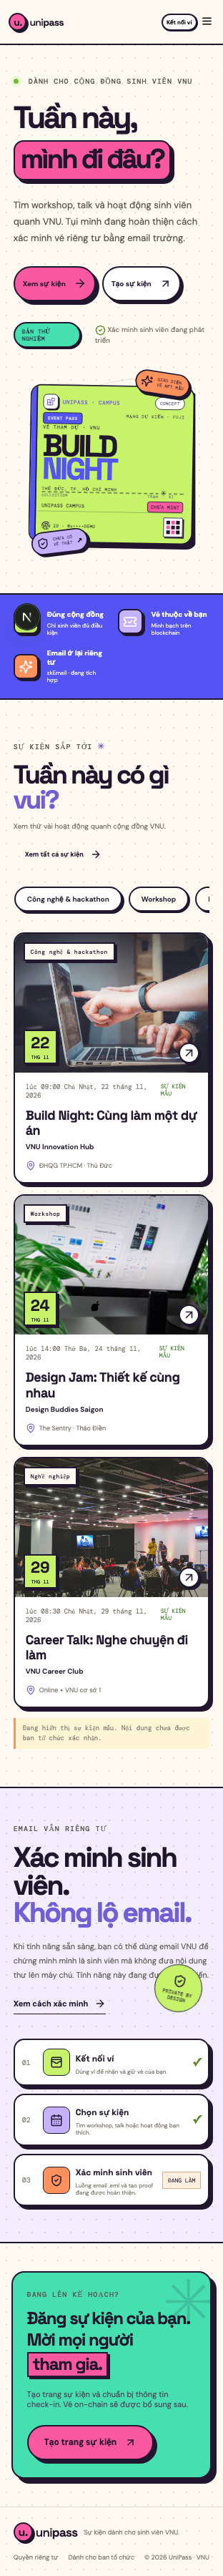 u. unipass
Kết nối ví
DÀNH CHO CỘNG ĐỒNG SINH VIÊN VNU
Tuần này,
mình đi đâu?
Tìm workshop, talk và hoạt động sinh viên
quanh VNU. Tụi mình đang hoàn thiện cách
xác minh vé riêng tư bằng email trường.
Xem sự kiện
Tạo sự kiện
BẢN THỬ
NGHIỆM
Xác minh sinh viên đang phát
triển
UNIPASS · CAMPUS
CONCEPT
EVENT PASS
VÉ THAM DỰ · VNU
BUILD
NIGHT
UNIPASS CAMPUS
CHƯA MINT
Đúng cộng đồng
Chỉ sinh viên đủ điều
kiện
Vé thuộc về bạn
Minh bạch trên
blockchain
Email ở lại riêng
tư
zkEmail · đang tích
hợp
SỰ KIỆN SẮP TỚI
Tuần này có gì
vui?
Xem thử vài hoạt động quanh cộng đồng VNU.
Xem tất cả sự kiện
Công nghệ & hackathon
Workshop
Công nghệ & hackathon
22
THG 11
lúc 09:00 Chủ Nhật, 22 tháng 11,
2026
SỰ KIỆN
MẪU
Build Night: Cùng làm một dự
án
VNU Innovation Hub
ĐHQG TP.HCM · Thủ Đức
Workshop
24
THG 11
lúc 14:00 Thứ Ba, 24 tháng 11,
2026
SỰ KIỆN
MẪU
Design Jam: Thiết kế cùng
nhau
Design Buddies Saigon
The Sentry · Thảo Điền
Nghề nghiệp
29
THG 11
lúc 08:30 Chủ Nhật, 29 tháng 11,
2026
SỰ KIỆN
MẪU
Career Talk: Nghe chuyện đi
làm
VNU Career Club
Online + VNU cơ sở 1
Đang hiển thị sự kiện mẫu. Nội dung chưa được
ban tổ chức xác nhận.
EMAIL VẪN RIÊNG TƯ
Xác minh sinh
viên.
Không lộ email.
Khi tính năng sẵn sàng, bạn có thể dùng email VNU để
chứng minh mình là sinh viên mà không đưa nội dung
thư lên máy chủ. Tính năng này đang được
PRIVATE BY
DESIGN
Xem cách xác minh
01
Kết nối ví
Dùng ví để nhận và giữ vé của bạn.
02
Chọn sự kiện
Tìm workshop, talk hoặc hoạt động bạn
thích.
03
Xác minh sinh viên
Luồng email .eml và tạo proof
đang được hoàn thiện.
ĐANG LÀM
ĐANG LÊN KẾ HOẠCH?
Đăng sự kiện của bạn.
Mời mọi người
tham gia.
Tạo trang sự kiện và chuẩn bị thông tin
check-in. Vé on-chain sẽ được bổ sung sau.
Tạo trang sự kiện
u. unipass
Sự kiện dành cho sinh viên VNU.
Quyền riêng tư
Dành cho ban tổ chức
© 2026 UniPass · VNU